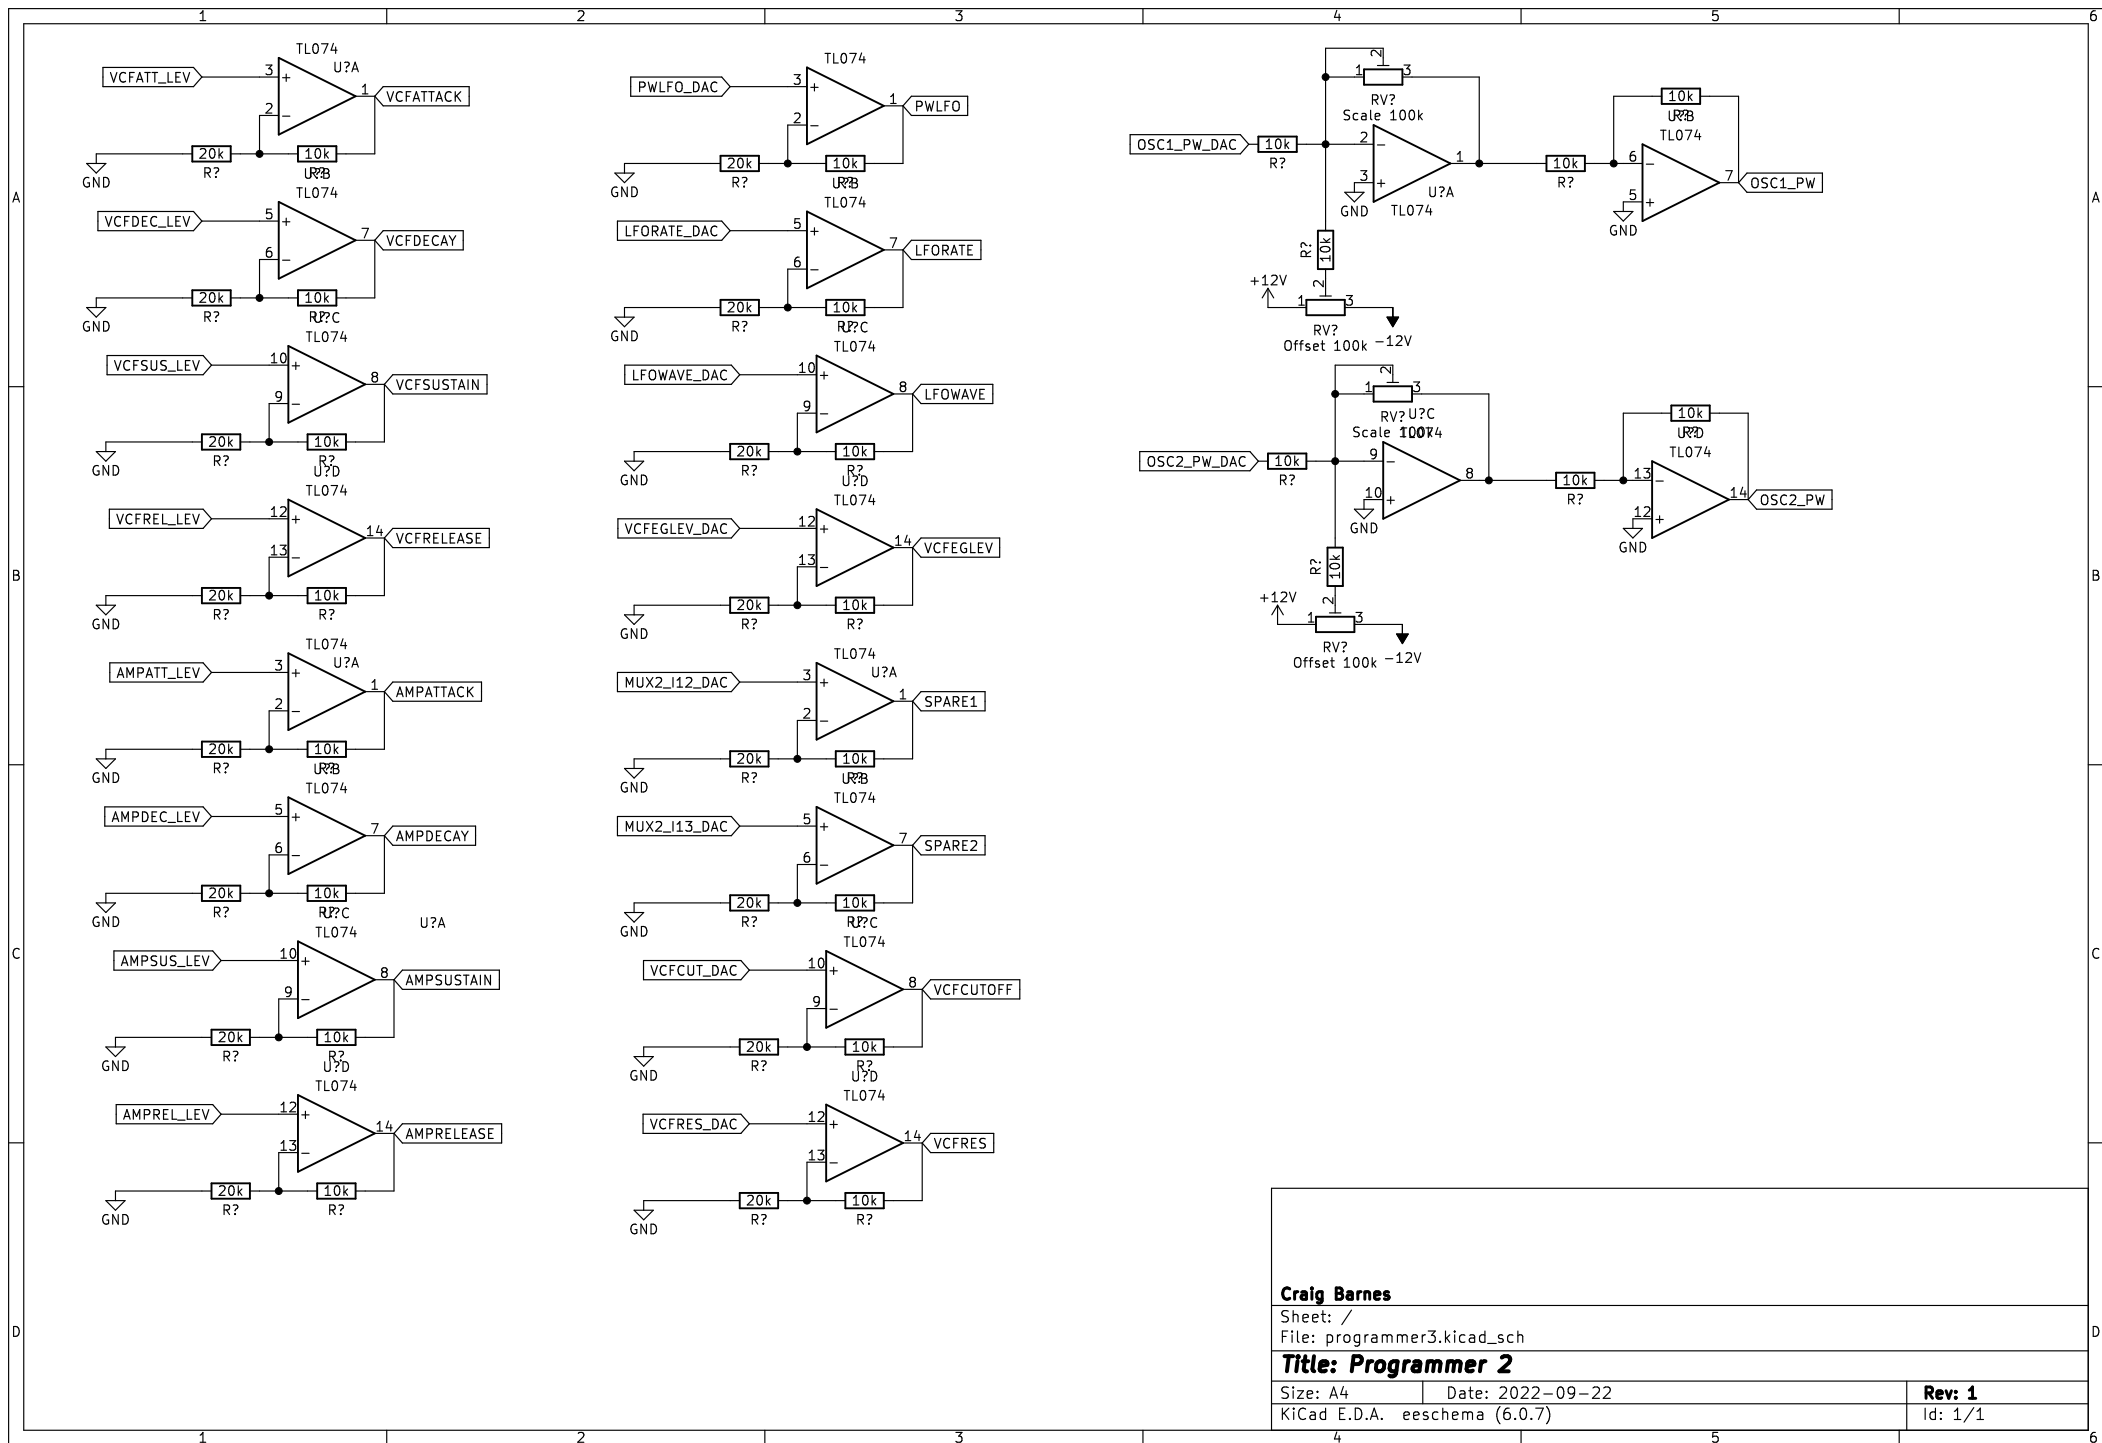 1 2 3 4 5 6
A
B
C
D
TL074
U?A
VCFATT_LEV
3
+
1
VCFATTACK
2
−
20k
10k
GND
R?
R?
U?B
TL074
VCFDEC_LEV
5
+
7
VCFDECAY
6
−
20k
10k
GND
R?
R?
U?C
TL074
VCFSUS_LEV
10
+
8
VCFSUSTAIN
9
−
20k
10k
GND
R?
R?
U?D
TL074
VCFREL_LEV
12
+
14
VCFRELEASE
13
−
20k
10k
GND
R?
R?
TL074
U?A
AMPATT_LEV
3
+
1
AMPATTACK
2
−
20k
10k
GND
R?
R?
U?B
TL074
AMPDEC_LEV
5
+
7
AMPDECAY
6
−
20k
10k
GND
R?
R?
U?C
U?A
TL074
AMPSUS_LEV
10
+
8
AMPSUSTAIN
9
−
20k
10k
GND
R?
R?
U?D
TL074
AMPREL_LEV
12
+
14
AMPRELEASE
13
−
20k
10k
GND
R?
R?
TL074
PWLFO_DAC
3
+
1
PWLFO
2
−
20k
10k
GND
R?
R?
U?B
TL074
LFORATE_DAC
5
+
7
LFORATE
6
−
20k
10k
GND
R?
R?
U?C
TL074
LFOWAVE_DAC
10
+
8
LFOWAVE
9
−
20k
10k
GND
R?
R?
U?D
TL074
VCFEGLEV_DAC
12
+
14
VCFEGLEV
13
−
20k
10k
GND
R?
R?
TL074
U?A
MUX2_I12_DAC
3
+
1
SPARE1
2
−
20k
10k
GND
R?
R?
U?B
TL074
MUX2_I13_DAC
5
+
7
SPARE2
6
−
20k
10k
GND
R?
R?
U?C
TL074
VCFCUT_DAC
10
+
8
VCFCUTOFF
9
−
20k
10k
GND
R?
R?
U?D
TL074
VCFRES_DAC
12
+
14
VCFRES
13
−
20k
10k
GND
R?
R?
2
1
3
RV?
Scale 100k
OSC1_PW_DAC
10k
R?
2
−
1
3
+
GND
U?A
TL074
10k
R?
10k
R?
U?B
TL074
6
−
7
OSC1_PW
5
+
GND
R?
10k
+12V
2
1
3
RV?
Offset 100k
−12V
2
1
3
RV?
U?C
Scale 100k
TL074
OSC2_PW_DAC
10k
R?
9
−
8
10
+
GND
10k
R?
10k
R?
U?D
TL074
13
−
14
OSC2_PW
12
+
GND
R?
10k
+12V
2
1
3
RV?
Offset 100k
−12V
Craig Barnes
Sheet: /
File: programmer3.kicad_sch
Title: Programmer 2
Size: A4 Date: 2022-09-22 Rev: 1
KiCad E.D.A. eeschema (6.0.7) Id: 1/1
A
B
C
D
1 2 3 4 5 6